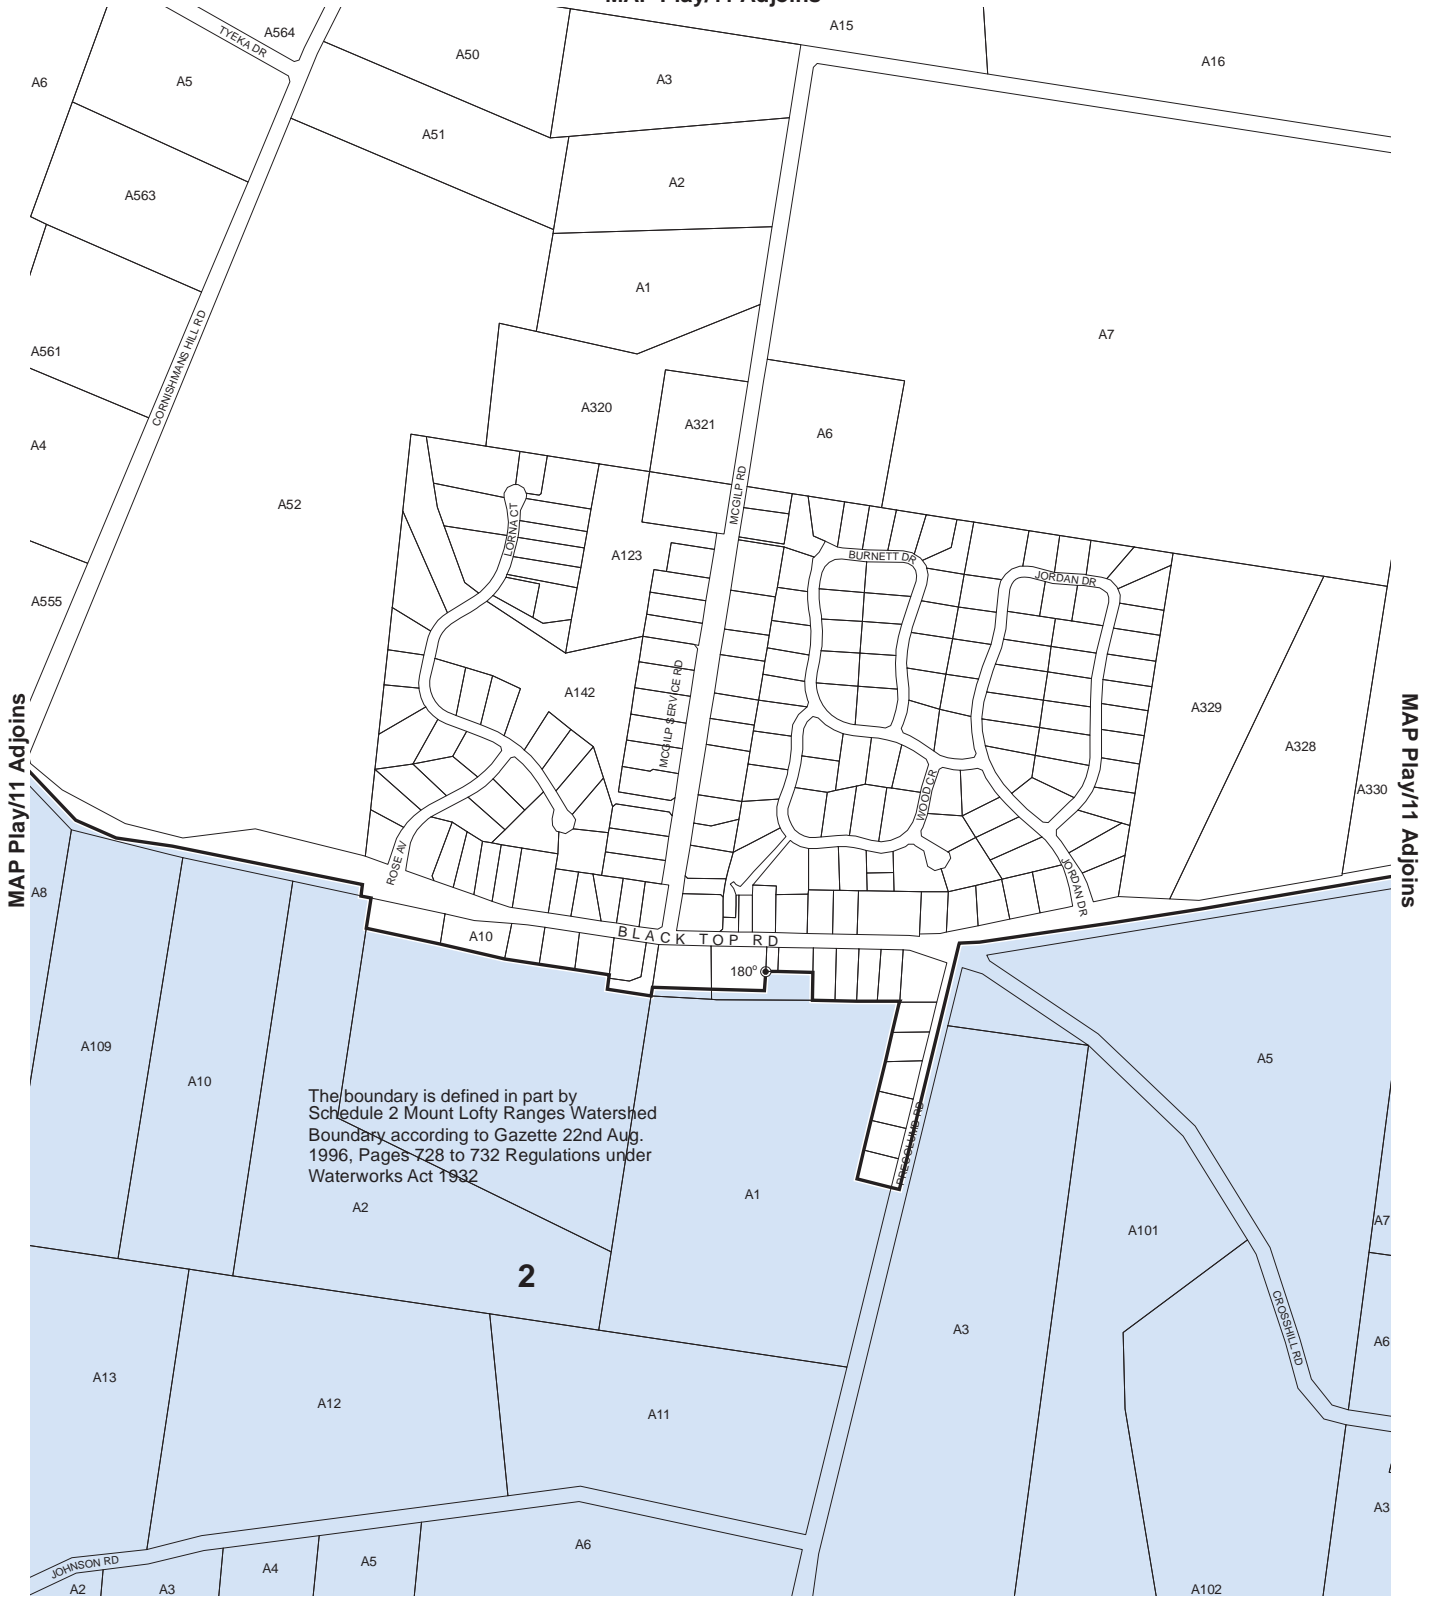 A15
A564
TYEKA DR
A50
A16
A3
A6
A5
A51
A2
A563
A1
A7
A561
CORNISHMANS HILL RD
A320
A321
A6
A4
MCGILP RD
A52
LORNA CT
A123
BURNETT DR
JORDAN DR
A555
A142
MCGILP SERVICE RD
A329
A328
MAP Play/11 Adjoins
MAP Play/11 Adjoins
A330
WOOD CR
ROSE AV
JORDAN DR
A8
A10
BLACK TOP RD
180°
A109
A10
A5
The boundary is defined in part by
Schedule 2 Mount Lofty Ranges Watershed
Boundary according to Gazette 22nd Aug.
1996, Pages 728 to 732 Regulations under
Waterworks Act 1932
PRECOLUMB RD
A2
A1
A7
A101
2
A3
CROSSHILL RD
A6
A13
A12
A11
A3
JOHNSON RD
A6
A4
A5
A2
A3
A102